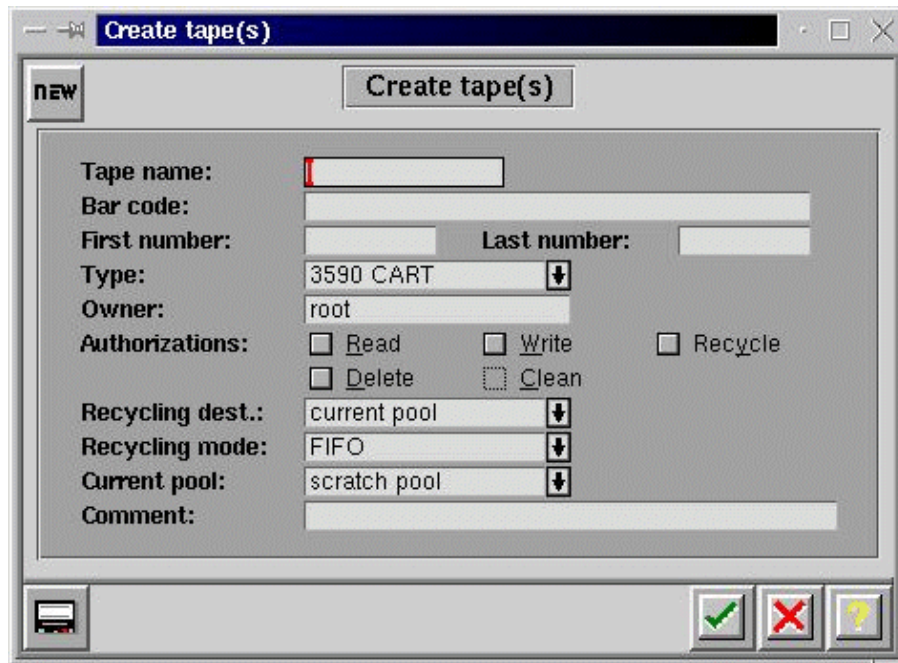 Create tape(s)
NEW
Create tape(s)
Tape name:
Bar code:
First number: Last number:
Type: 3590 CART
Owner: root
Authorizations: Read Write Recycle
Delete Clean
Recycling dest.: current pool
Recycling mode: FIFO
Current pool: scratch pool
Comment:
?